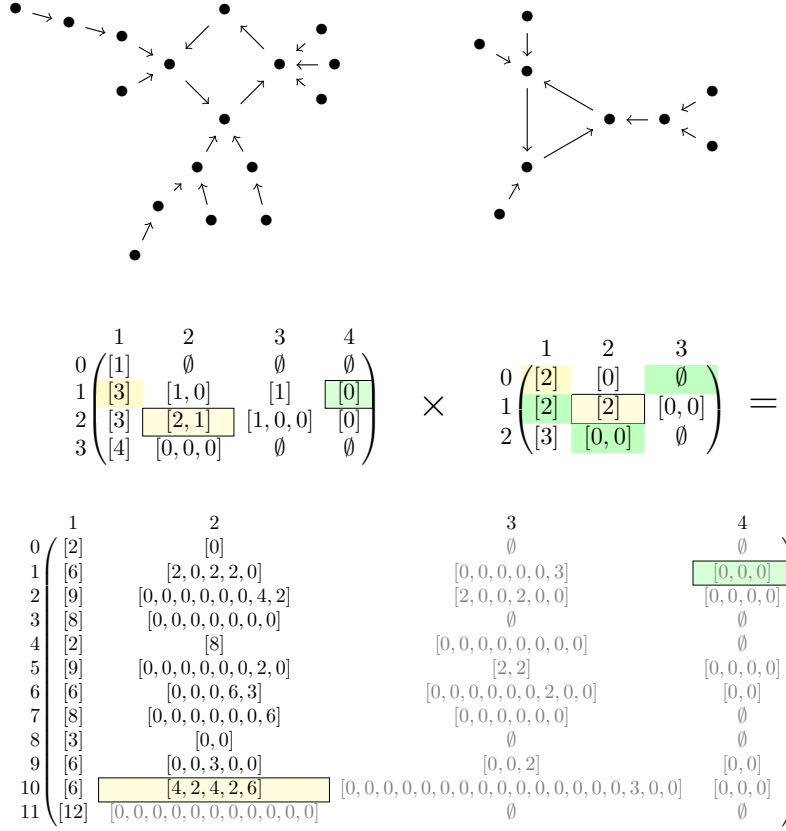 1 2 3 4
0 [1] ∅ ∅ ∅
1 [3] [1, 0] [1] [0]
2 [3] [2, 1] [1, 0, 0] [0]
3 [4] [0, 0, 0] ∅ ∅
×
1 2 3
0 [2] [0] ∅
1 [2] [2] [0, 0]
2 [3] [0, 0] ∅
=
1 2 3 4
0 [2] [0] ∅ ∅
1 [6] [2, 0, 2, 2, 0] [0, 0, 0, 0, 0, 3] [0, 0, 0]
2 [9] [0, 0, 0, 0, 0, 0, 4, 2] [2, 0, 0, 2, 0, 0] [0, 0, 0, 0]
3 [8] [0, 0, 0, 0, 0, 0, 0] ∅ ∅
4 [2] [8] [0, 0, 0, 0, 0, 0, 0, 0] ∅
5 [9] [0, 0, 0, 0, 0, 0, 2, 0] [2, 2] [0, 0, 0, 0]
6 [6] [0, 0, 0, 6, 3] [0, 0, 0, 0, 0, 0, 2, 0, 0] [0, 0]
7 [8] [0, 0, 0, 0, 0, 0, 6] [0, 0, 0, 0, 0, 0] ∅
8 [3] [0, 0] ∅ ∅
9 [6] [0, 0, 3, 0, 0] [0, 0, 2] [0, 0]
10 [6] [4, 2, 4, 2, 6] [0, 0, 0, 0, 0, 0, 0, 0, 0, 0, 0, 0, 0, 0, 0, 3, 0, 0] [0, 0, 0]
11 [12] [0, 0, 0, 0, 0, 0, 0, 0, 0, 0, 0] ∅ ∅